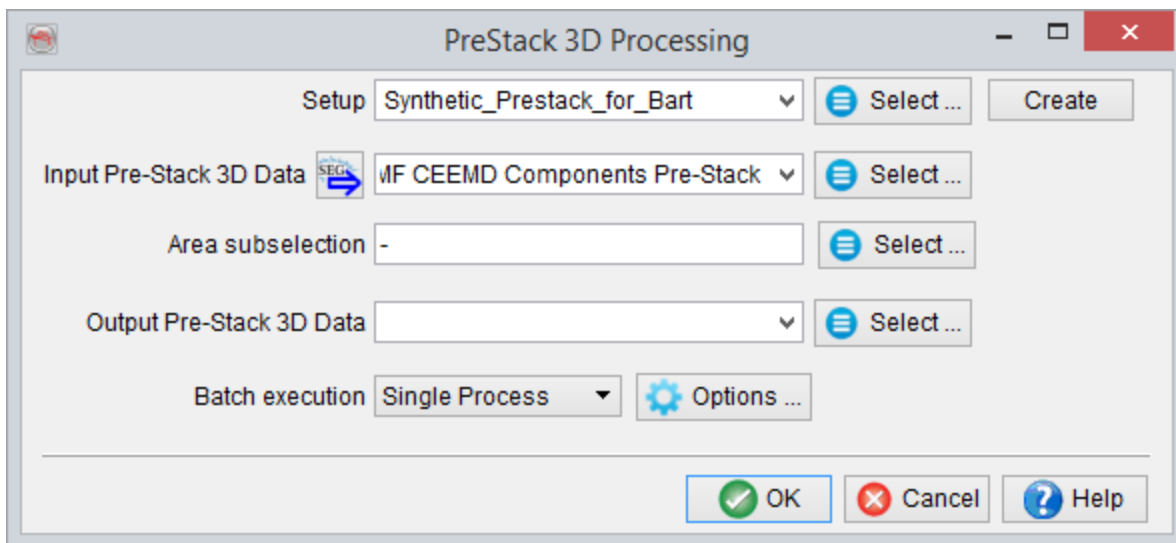 PreStack 3D Processing
Setup Synthetic_Prestack_for_Bart Select ... Create
Input Pre-Stack 3D Data SEG MF CEEMD Components Pre-Stack Select ...
Area subselection - Select ...
Output Pre-Stack 3D Data Select ...
Batch execution Single Process Options ...
OK Cancel Help